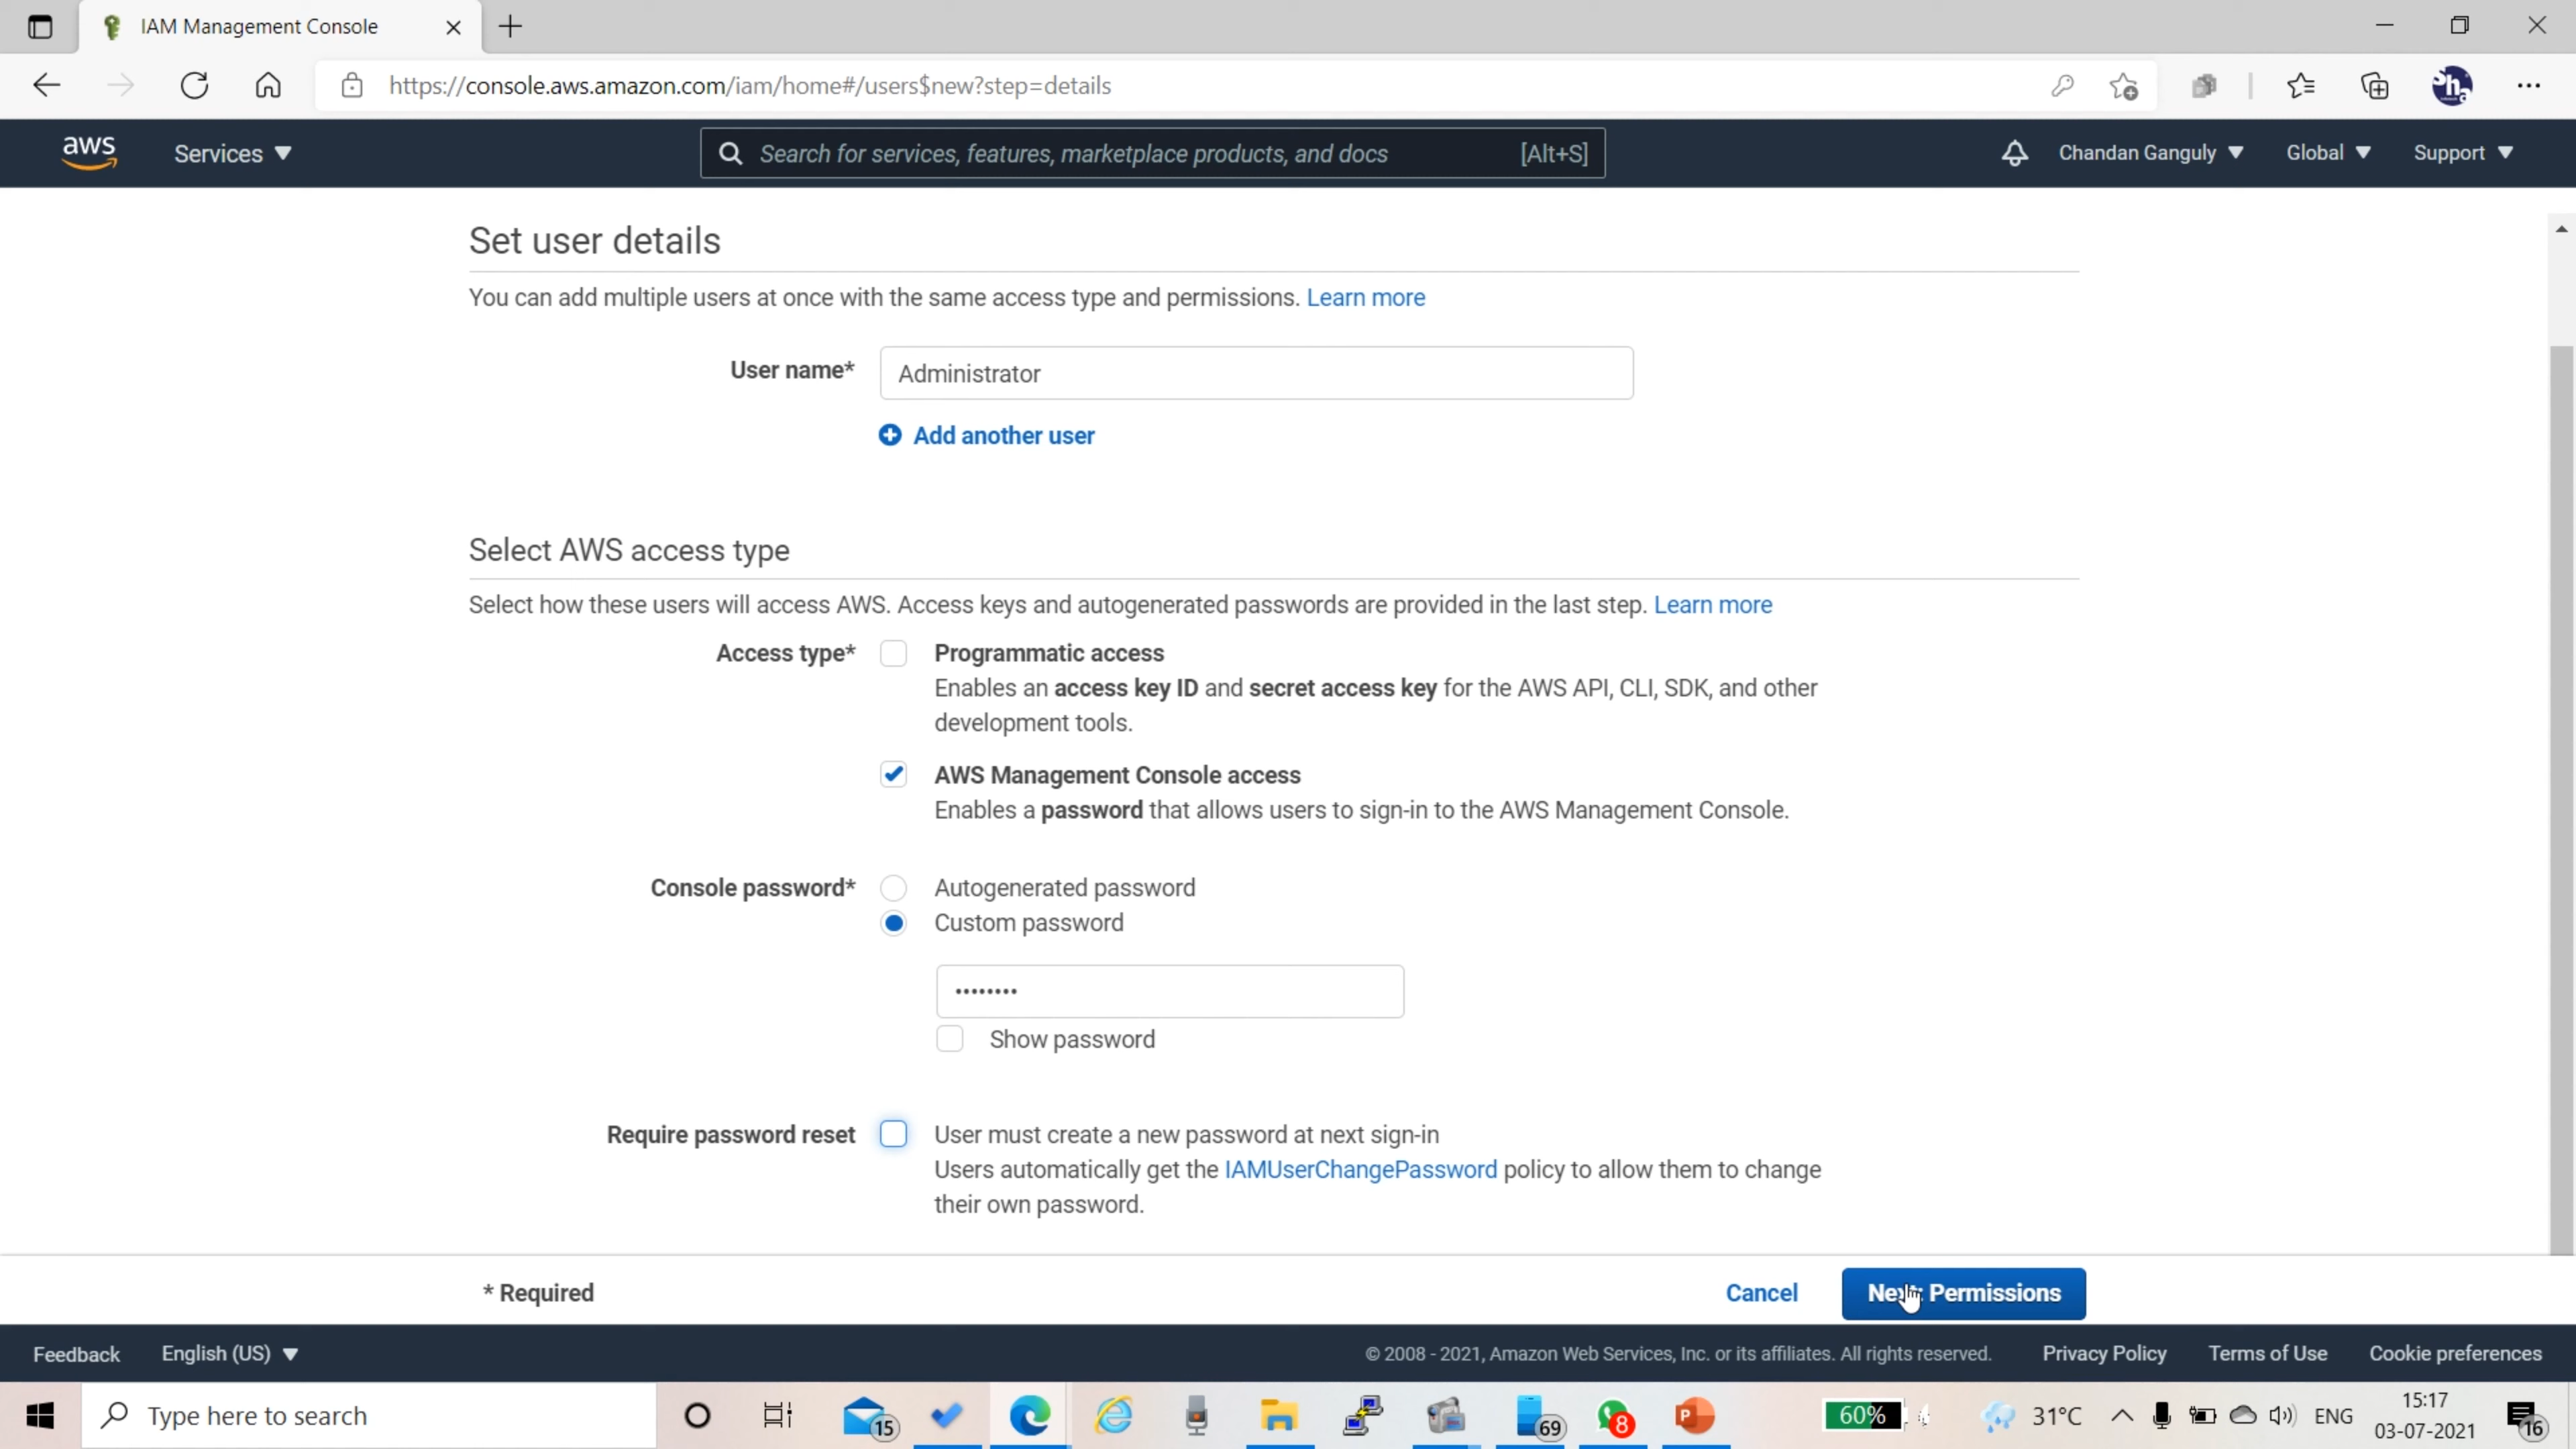 IAM Management Console
https://console.aws.amazon.com/iam/home#/users$new?step=details
aws
Services
Search for services, features, marketplace products, and docs
[Alt+S]
Chandan Ganguly
Global
Support
Set user details
You can add multiple users at once with the same access type and permissions. Learn more
User name*
Administrator
Add another user
Select AWS access type
Select how these users will access AWS. Access keys and autogenerated passwords are provided in the last step. Learn more
Access type*
Programmatic access
Enables an access key ID and secret access key for the AWS API, CLI, SDK, and other
development tools.
AWS Management Console access
Enables a password that allows users to sign-in to the AWS Management Console.
Console password*
Autogenerated password
Custom password
••••••••
Show password
Require password reset
User must create a new password at next sign-in
Users automatically get the IAMUserChangePassword policy to allow them to change
their own password.
* Required
Cancel
Next: Permissions
Feedback
English (US)
© 2008 - 2021, Amazon Web Services, Inc. or its affiliates. All rights reserved.
Privacy Policy
Terms of Use
Cookie preferences
Type here to search
15
69
8
60%
31°C
ENG
15:17
03-07-2021
16